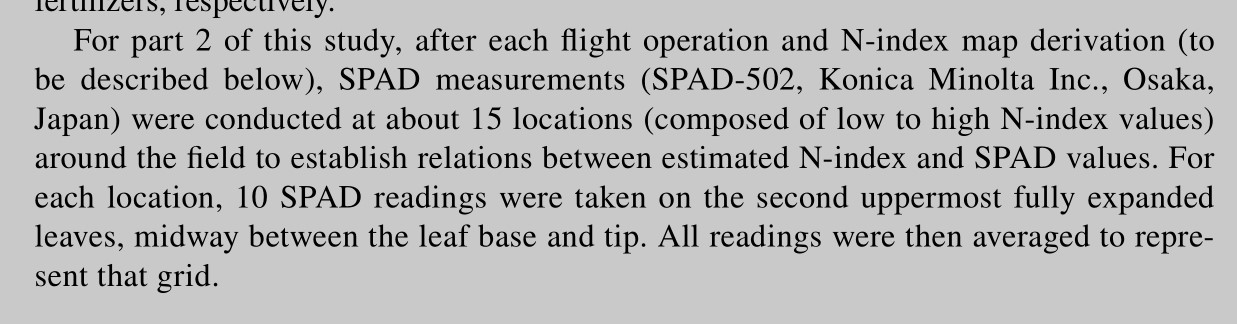 fertilizers, respectively.
For part 2 of this study, after each flight operation and N-index map derivation (to
be described below), SPAD measurements (SPAD-502, Konica Minolta Inc., Osaka,
Japan) were conducted at about 15 locations (composed of low to high N-index values)
around the field to establish relations between estimated N-index and SPAD values. For
each location, 10 SPAD readings were taken on the second uppermost fully expanded
leaves, midway between the leaf base and tip. All readings were then averaged to repre-
sent that grid.